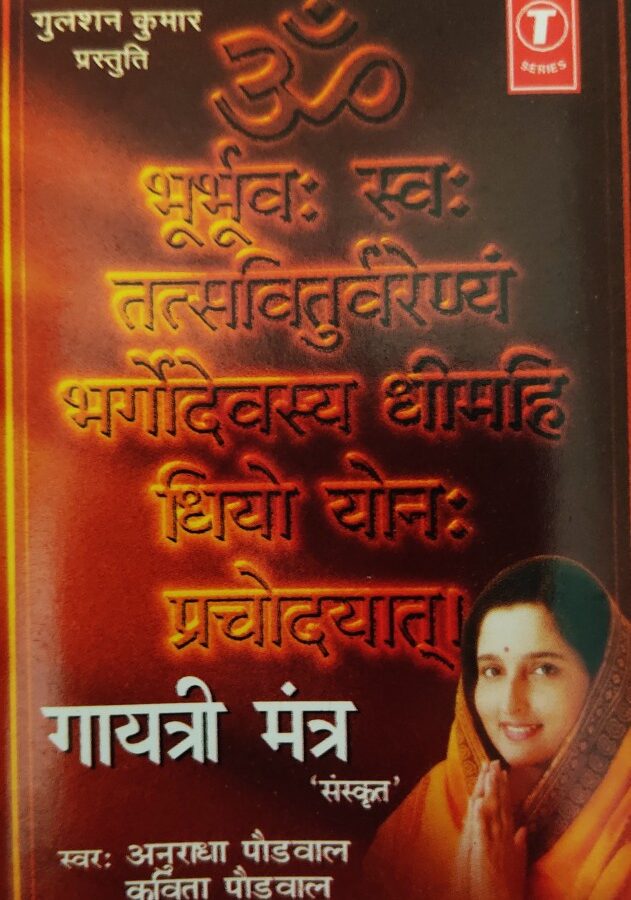 गुलशन कुमार
प्रस्तुति
T
SERIES
ॐ
भूर्भूवः स्वः
तत्सवितुर्वरेण्यं
भर्गोदेवस्य धीमहि
धियो योनः
प्रचोदयात्।
गायत्री मंत्र
'संस्कृत'
स्वरः अनुराधा पौडवाल
कविता पौडवाल